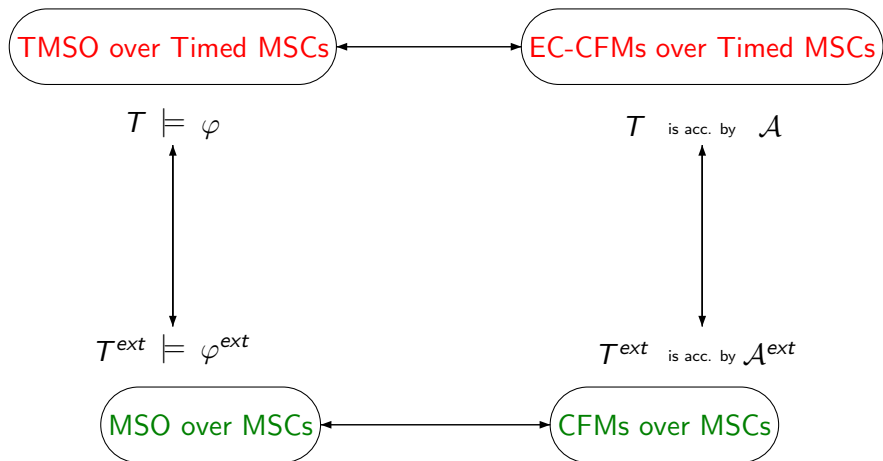 TMSO over Timed MSCs EC-CFMs over Timed MSCs
T ⊨ φ T is acc. by 𝒜
T^ext ⊨ φ^ext T^ext is acc. by 𝒜^ext
MSO over MSCs CFMs over MSCs